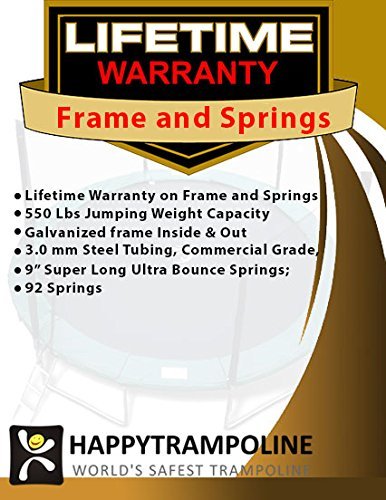 LIFETIME
WARRANTY
Frame and Springs
• Lifetime Warranty on Frame and Springs
• 550 Lbs Jumping Weight Capacity
• Galvanized frame Inside & Out
• 3.0 mm Steel Tubing, Commercial Grade,
• 9” Super Long Ultra Bounce Springs;
• 92 Springs
HAPPYTRAMPOLINE
WORLD'S SAFEST TRAMPOLINE